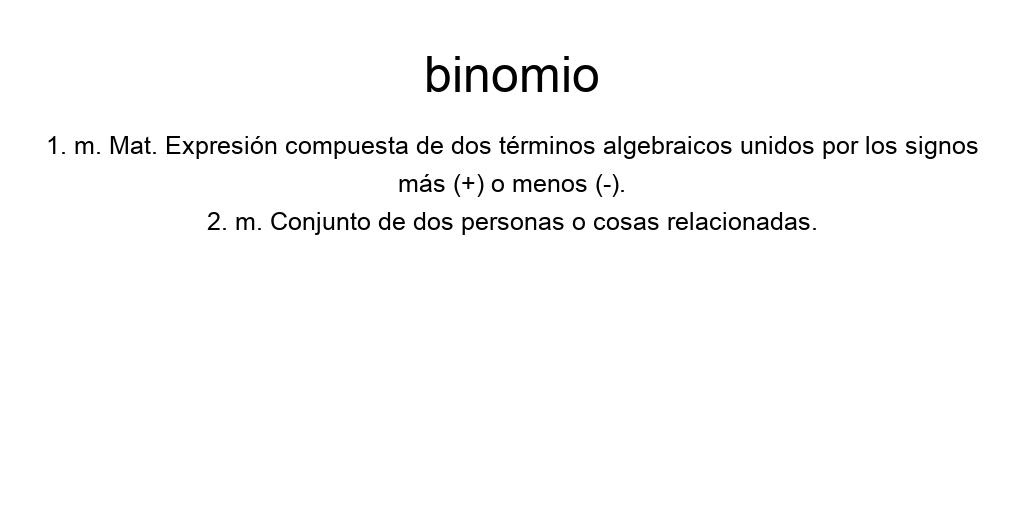 binomio
1. m. Mat. Expresión compuesta de dos términos algebraicos unidos por los signos
más (+) o menos (-).
2. m. Conjunto de dos personas o cosas relacionadas.